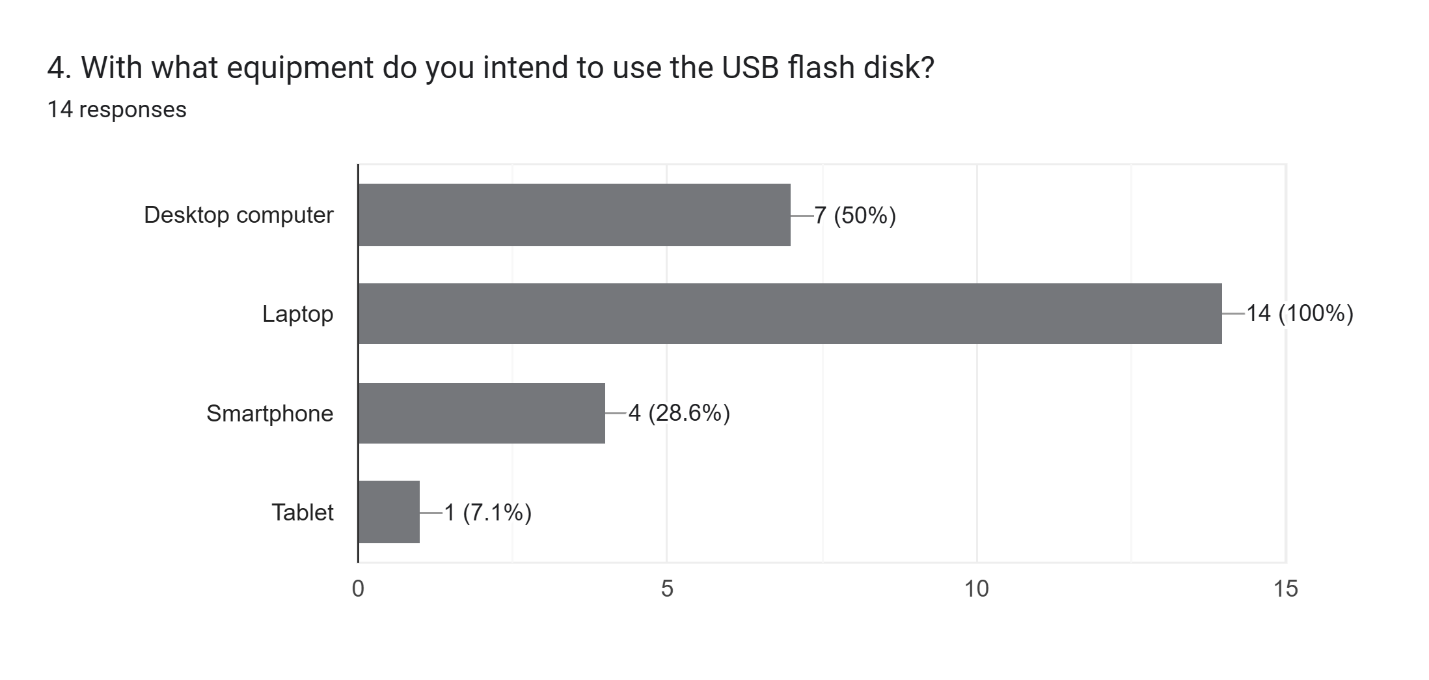 4. With what equipment do you intend to use the USB flash disk?
14 responses
Desktop computer
7 (50%)
Laptop
14 (100%)
Smartphone
4 (28.6%)
Tablet
1 (7.1%)
0
5
10
15